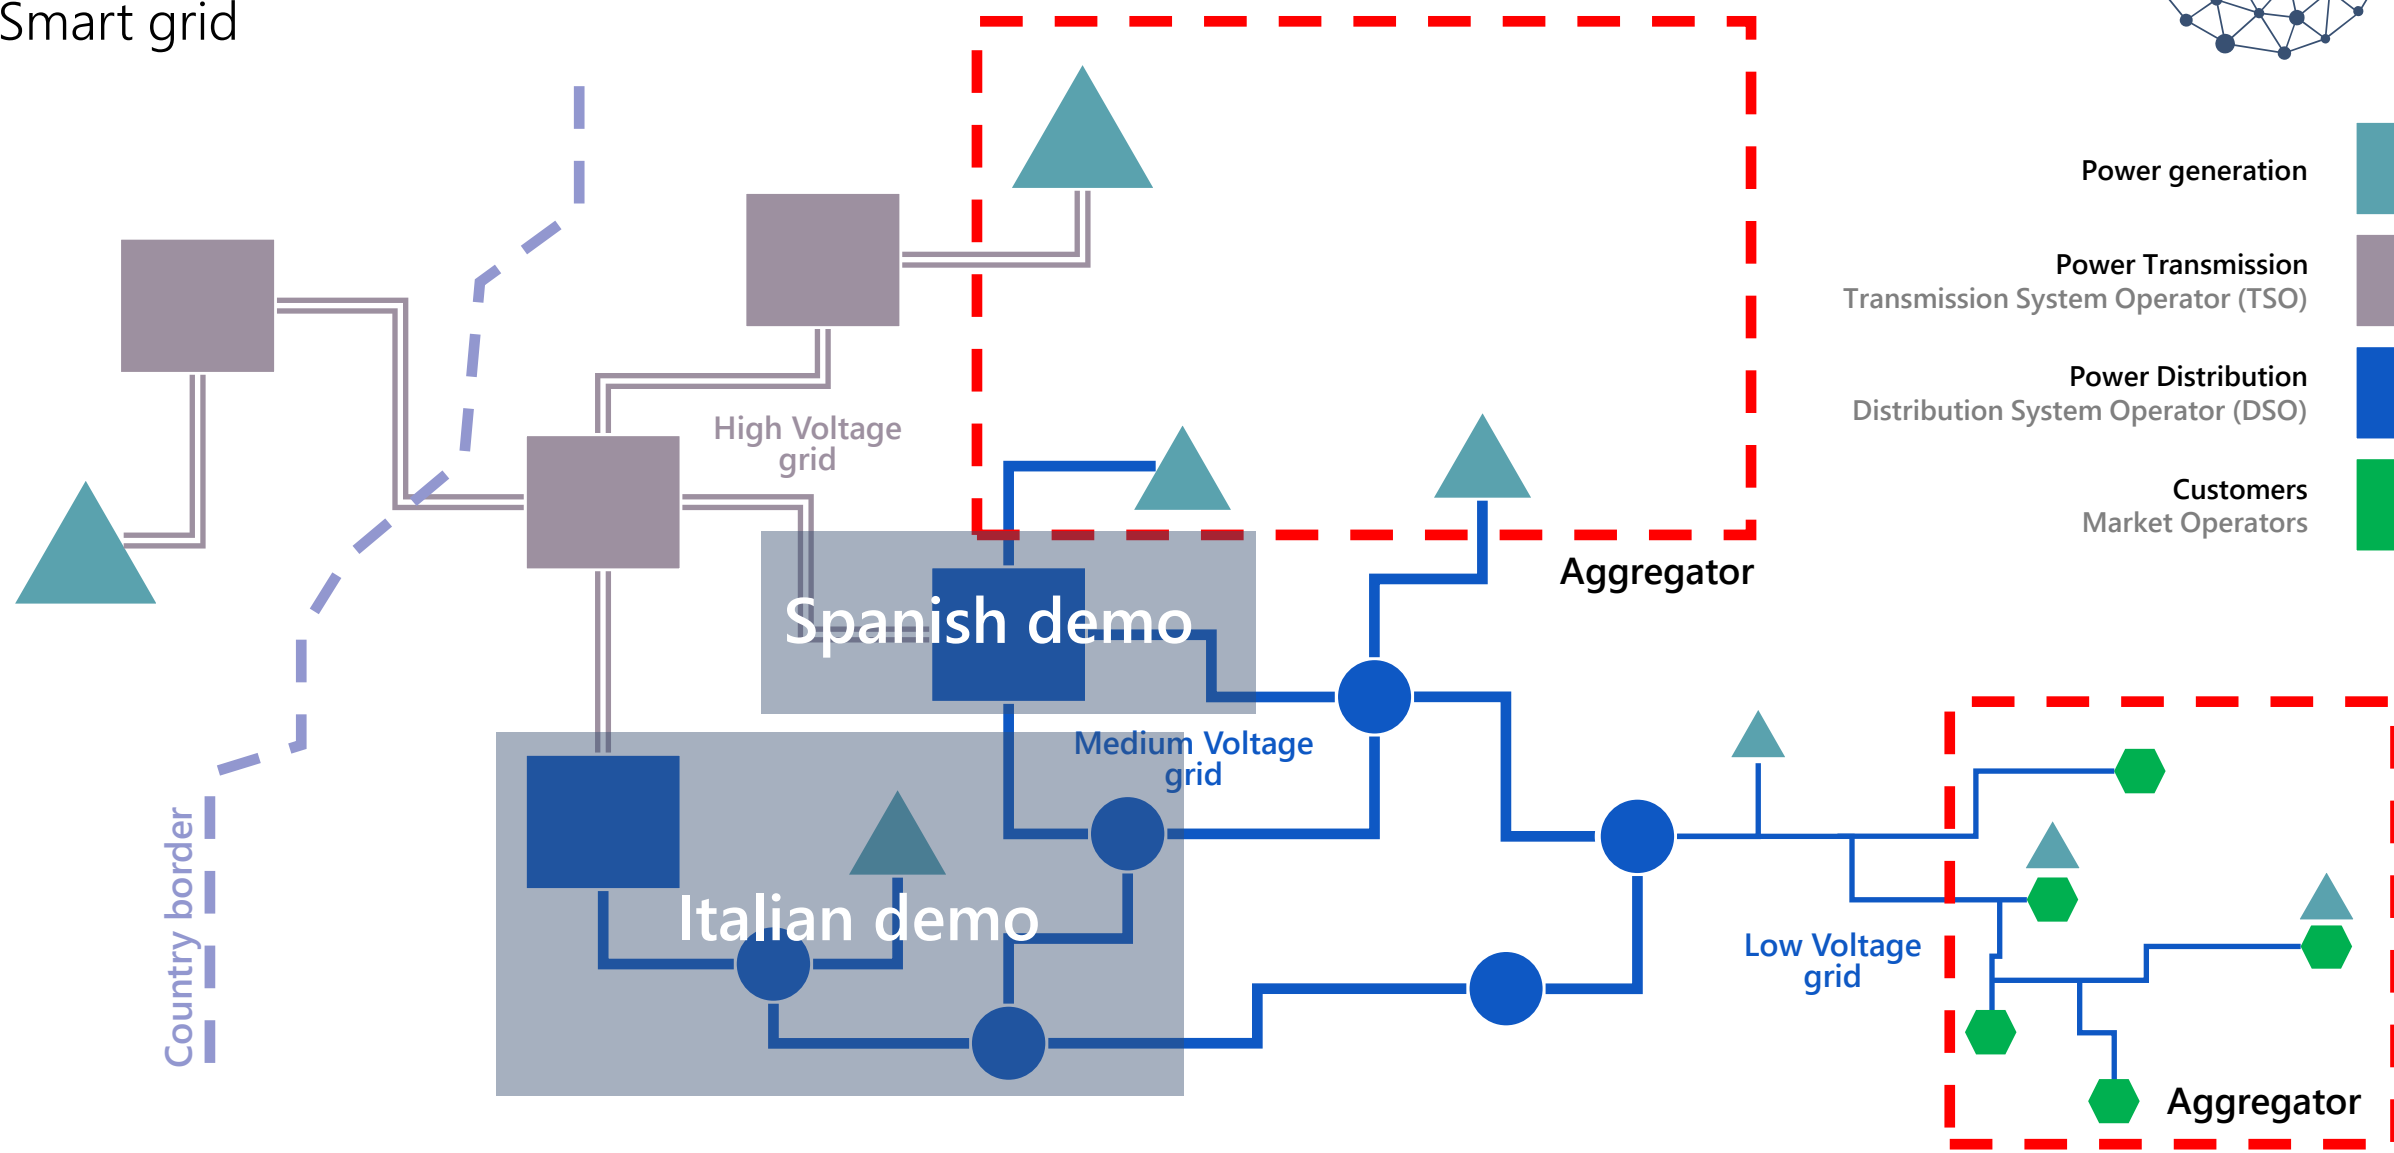 Smart grid
Power generation
Power Transmission
Transmission System Operator (TSO)
Power Distribution
Distribution System Operator (DSO)
Customers
Market Operators
High Voltage
grid
Aggregator
Spanish demo
Medium Voltage
grid
Italian demo
Country border
Low Voltage
grid
Aggregator